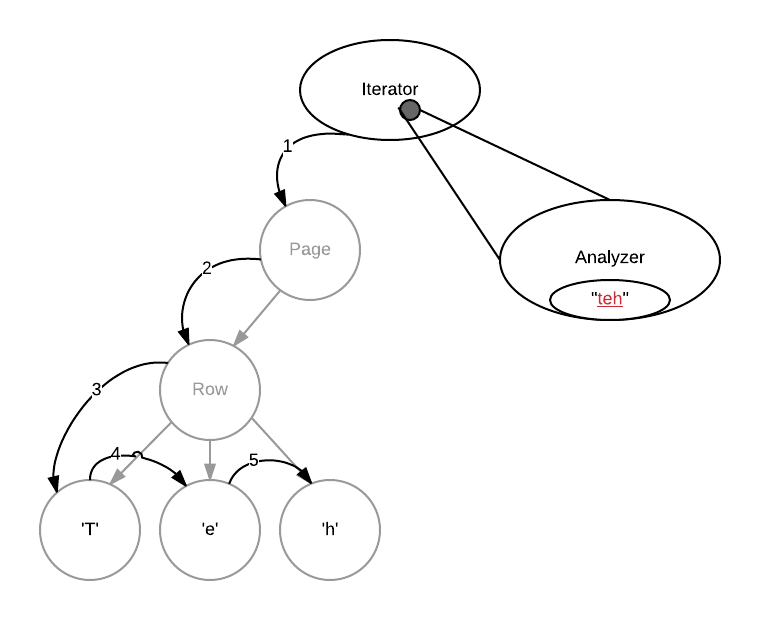 Iterator
1
Page
2
Analyzer
"teh"
Row
3
4
5
'T'
'e'
'h'